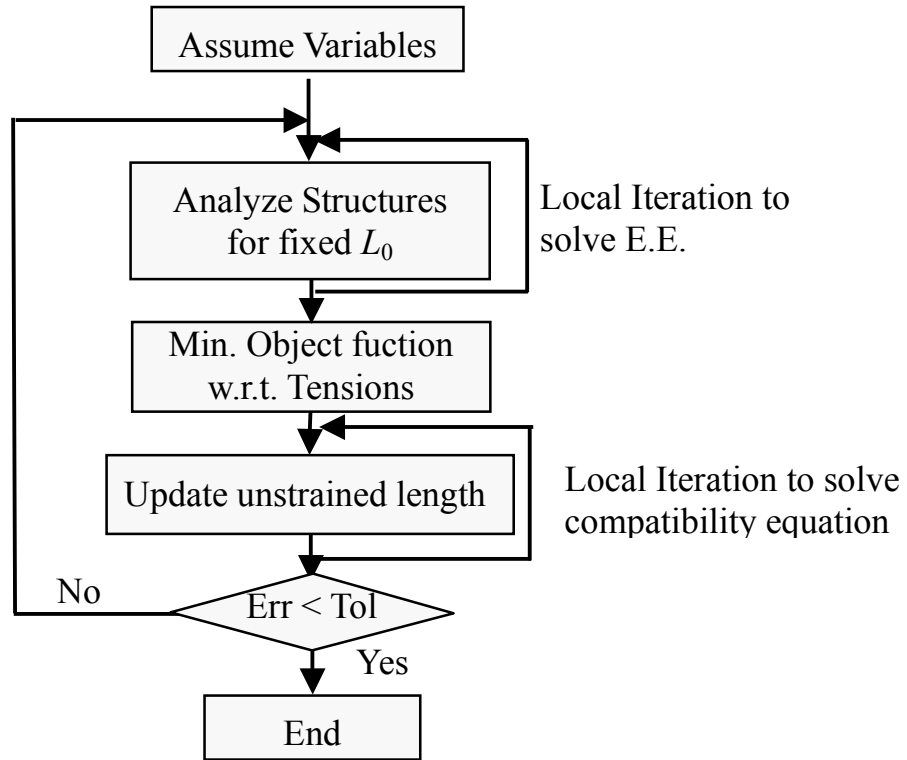 Assume Variables
Analyze Structures
for fixed L0
Local Iteration to
solve E.E.
Min. Object fuction
w.r.t. Tensions
Update unstrained length
Local Iteration to solve
compatibility equation
No
Err < Tol
Yes
End